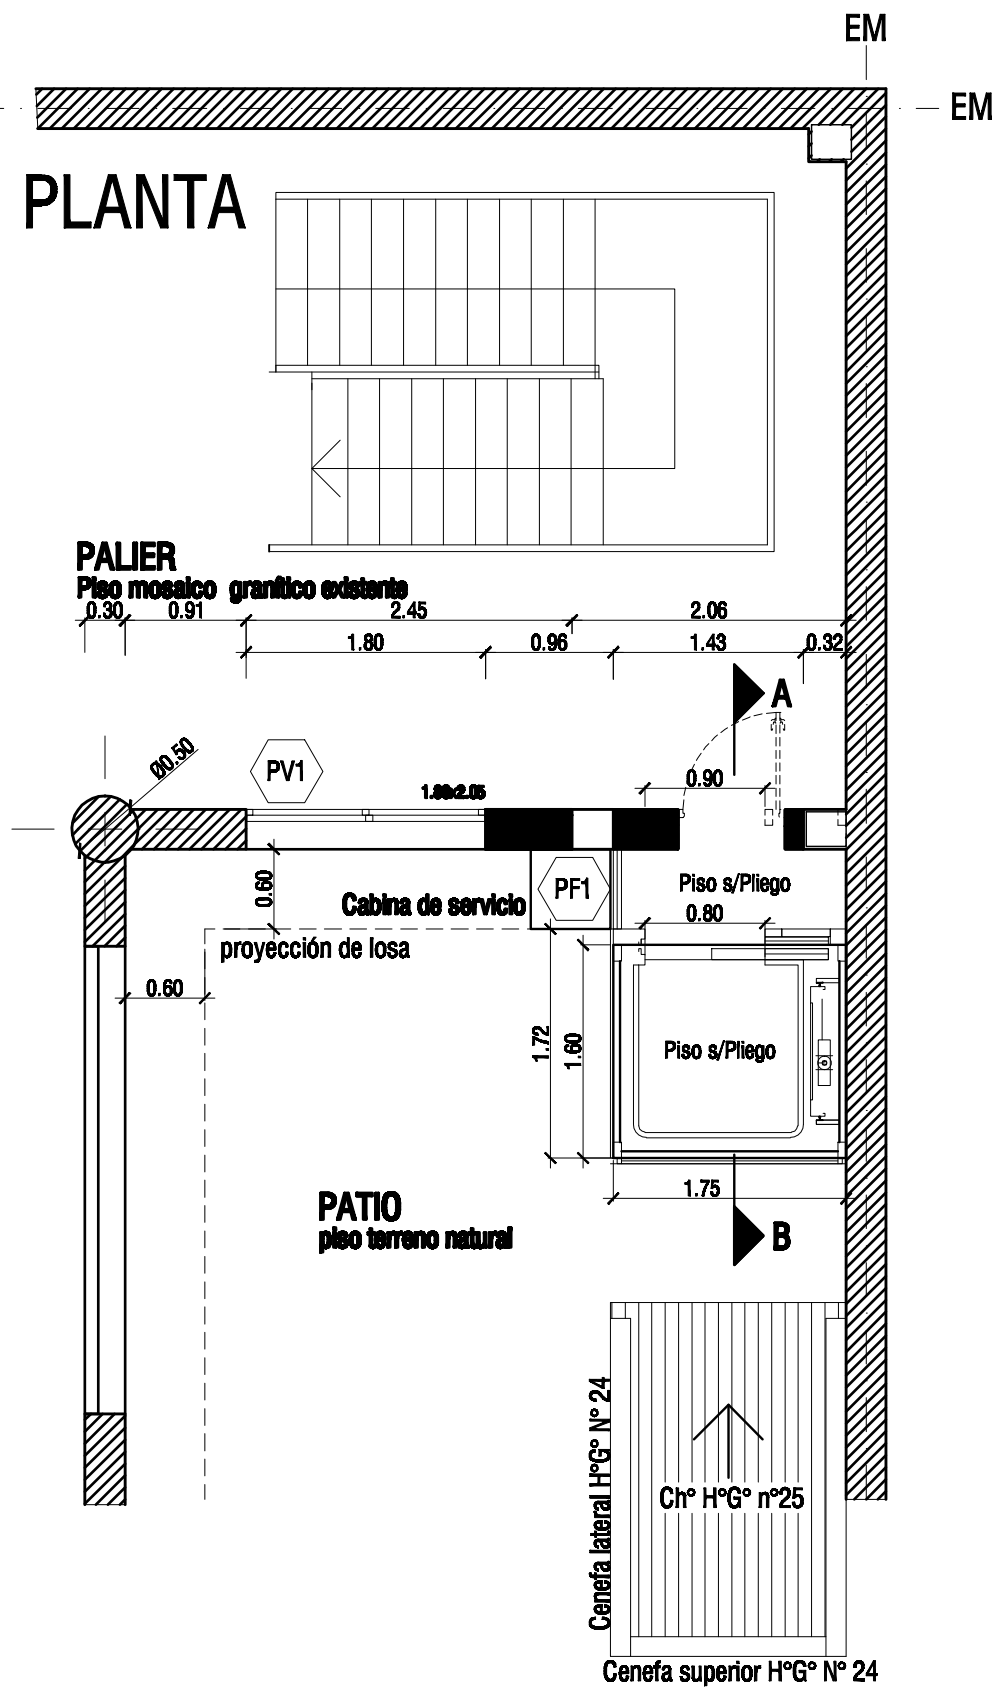 EM
EM
PLANTA
PALIER
Piso mosaico granítico existente
0.30 0.91 2.45 2.06
1.80 0.96 1.43 0.32
A
Ø0.50
PV1
1.80x2.05
0.90
0.60
Cabina de servicio
PF1
Piso s/Pliego
0.80
proyección de losa
0.60
1.72
1.60
Piso s/Pliego
1.75
PATIO
piso terreno natural
B
Cenefa lateral H°G° N° 24
Ch° H°G° n°25
Cenefa superior H°G° N° 24